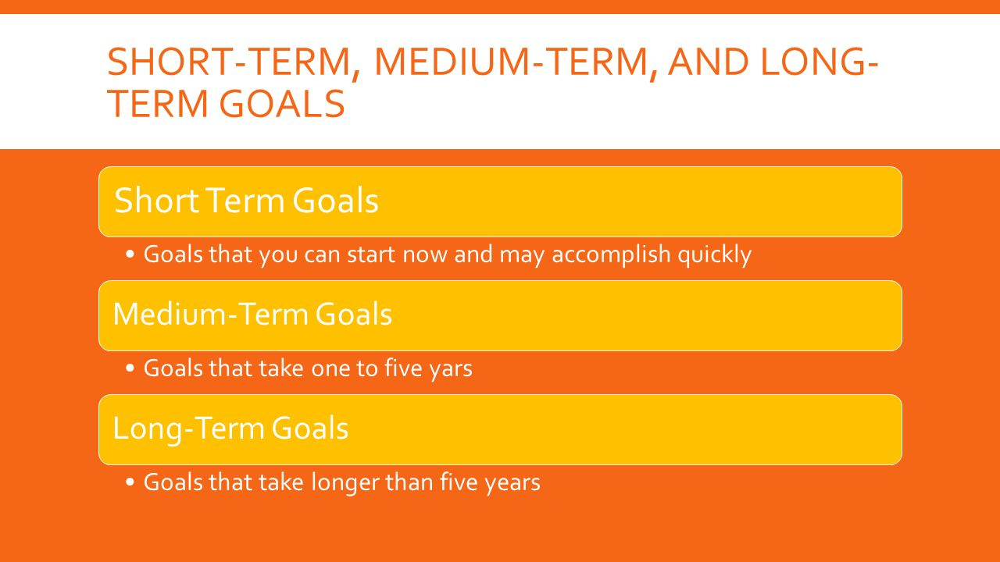 SHORT-TERM, MEDIUM-TERM, AND LONG-
TERM GOALS
Short Term Goals
• Goals that you can start now and may accomplish quickly
Medium-Term Goals
• Goals that take one to five yars
Long-Term Goals
• Goals that take longer than five years